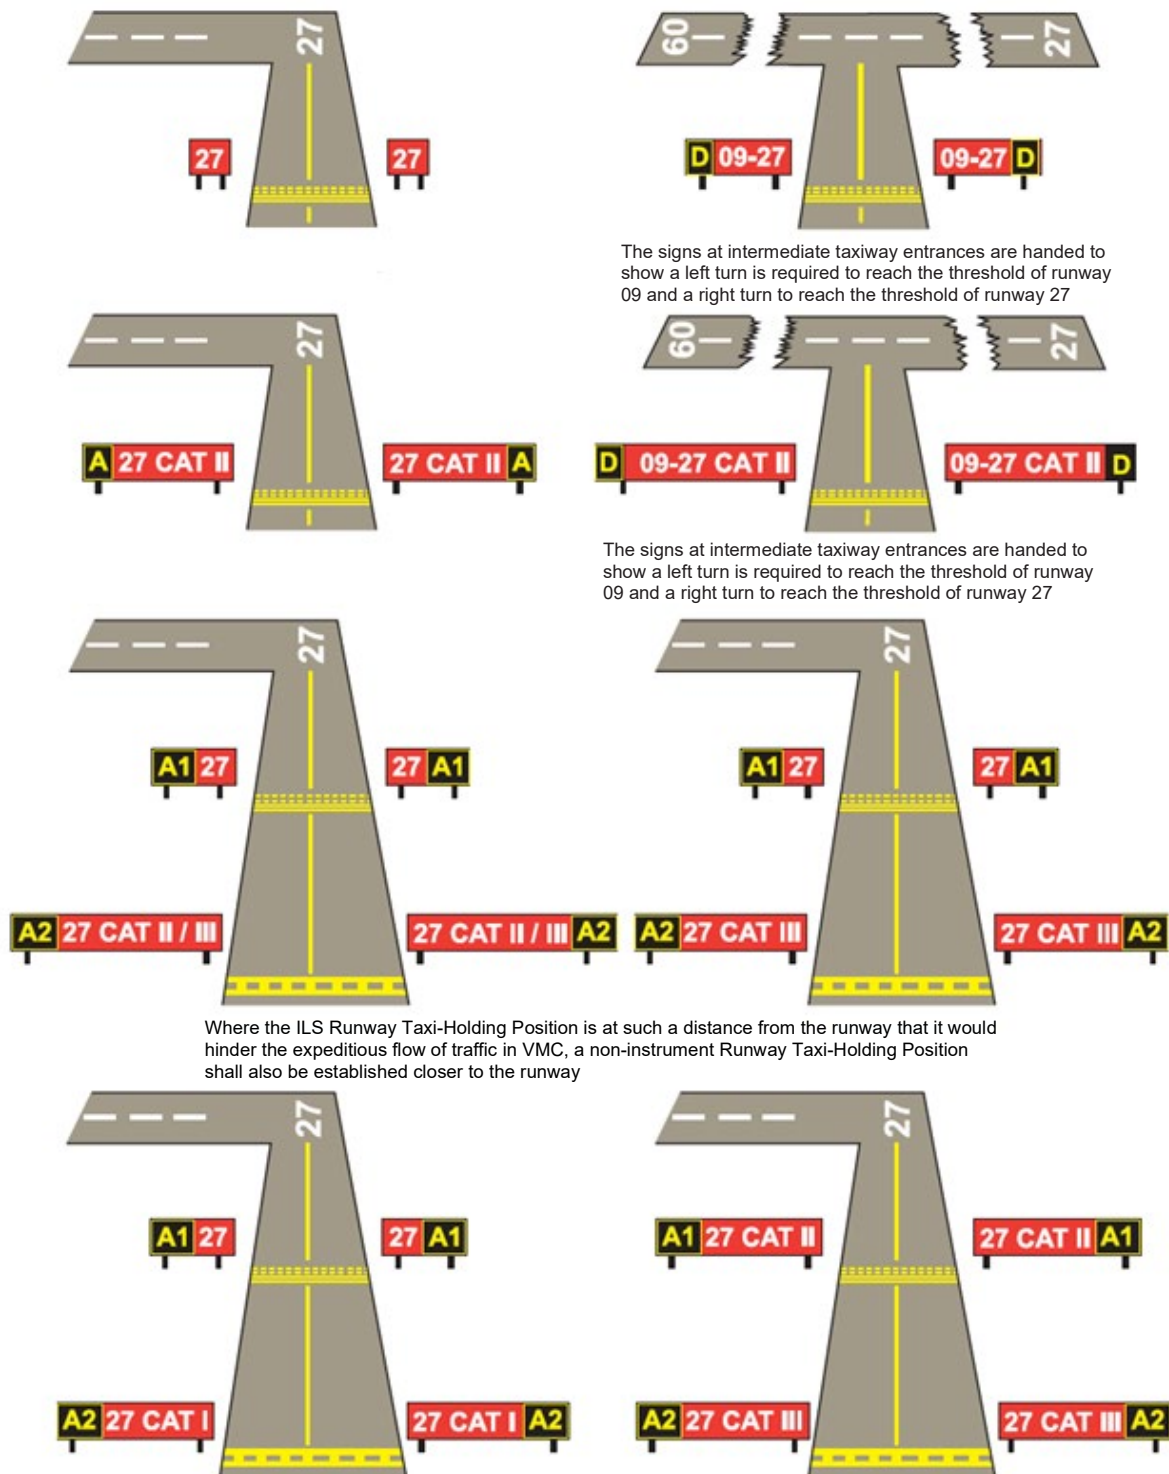 27
09
27
27
27
D 09-27
09-27 D
The signs at intermediate taxiway entrances are handed to
show a left turn is required to reach the threshold of runway
09 and a right turn to reach the threshold of runway 27
27
09
27
A 27 CAT II
27 CAT II A
D 09-27 CAT II
09-27 CAT II D
The signs at intermediate taxiway entrances are handed to
show a left turn is required to reach the threshold of runway
09 and a right turn to reach the threshold of runway 27
27
27
A1 27
27 A1
A1 27
27 A1
A2 27 CAT II / III
27 CAT II / III A2
A2 27 CAT III
27 CAT III A2
Where the ILS Runway Taxi-Holding Position is at such a distance from the runway that it would
hinder the expeditious flow of traffic in VMC, a non-instrument Runway Taxi-Holding Position
shall also be established closer to the runway
27
27
A1 27
27 A1
A1 27 CAT II
27 CAT II A1
A2 27 CAT I
27 CAT I A2
A2 27 CAT III
27 CAT III A2